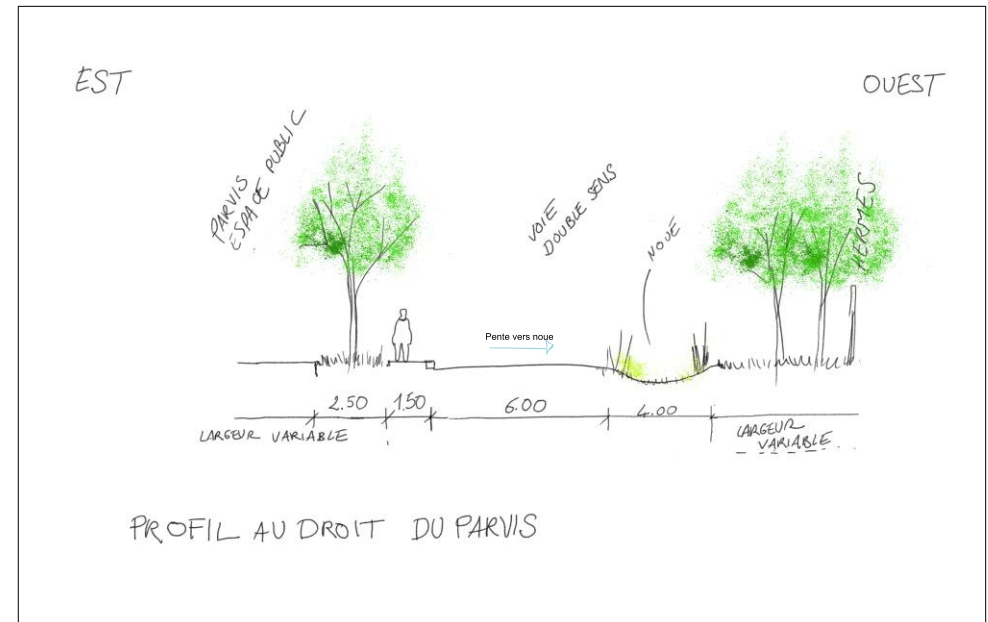 EST
OUEST
PARVIS
ESPACE PUBLIC
VOIE
DOUBLE SENS
NOUE
HERMES
Pente vers noue
2.50
1.50
6.00
4.00
LARGEUR VARIABLE
LARGEUR
VARIABLE
PROFIL AU DROIT DU PARVIS